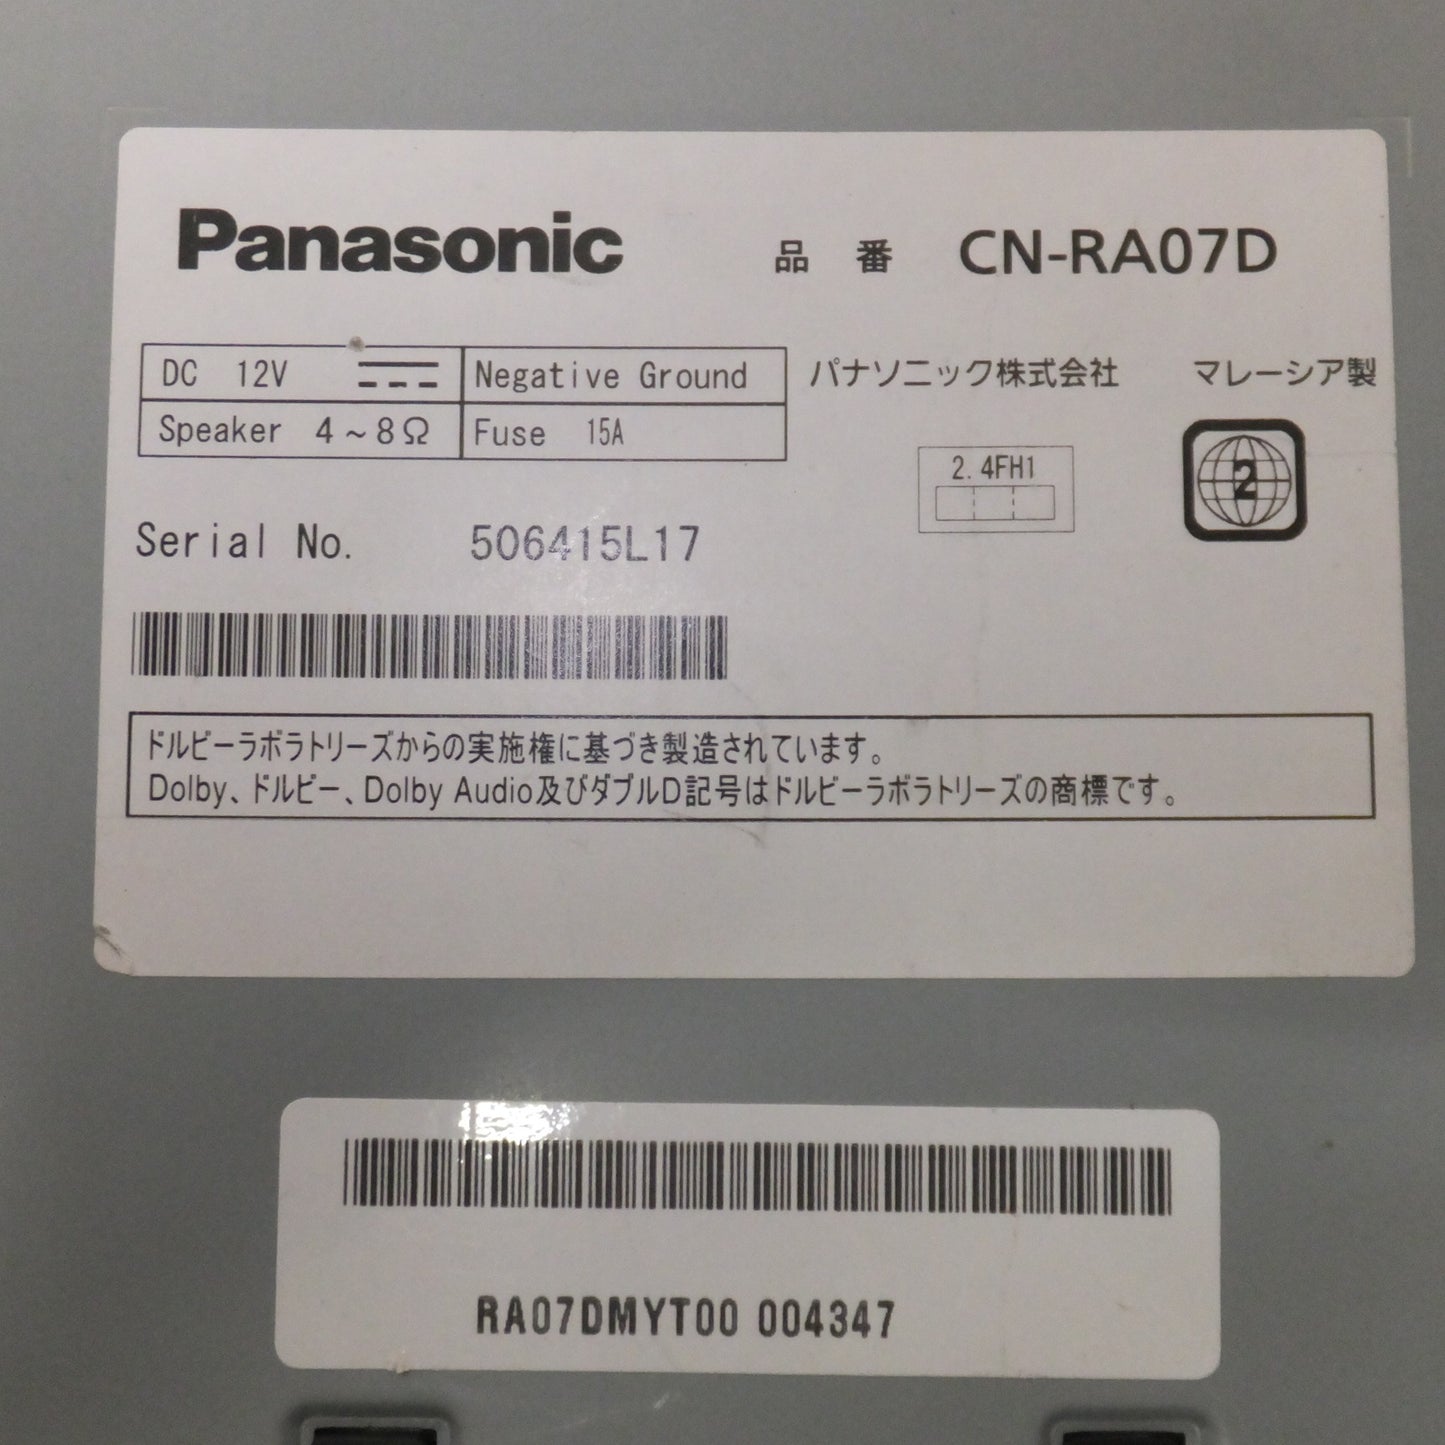 Panasonic 品番 CN-RA07D
DC 12V Negative Ground パナソニック株式会社 マレーシア製
Speaker 4~8Ω Fuse 15A
2.4FH1
2
Serial No. 506415L17
ドルビーラボラトリーズからの実施権に基づき製造されています。
Dolby、ドルビー、Dolby Audio及びダブルD記号はドルビーラボラトリーズの商標です。
RA07DMYT00 004347